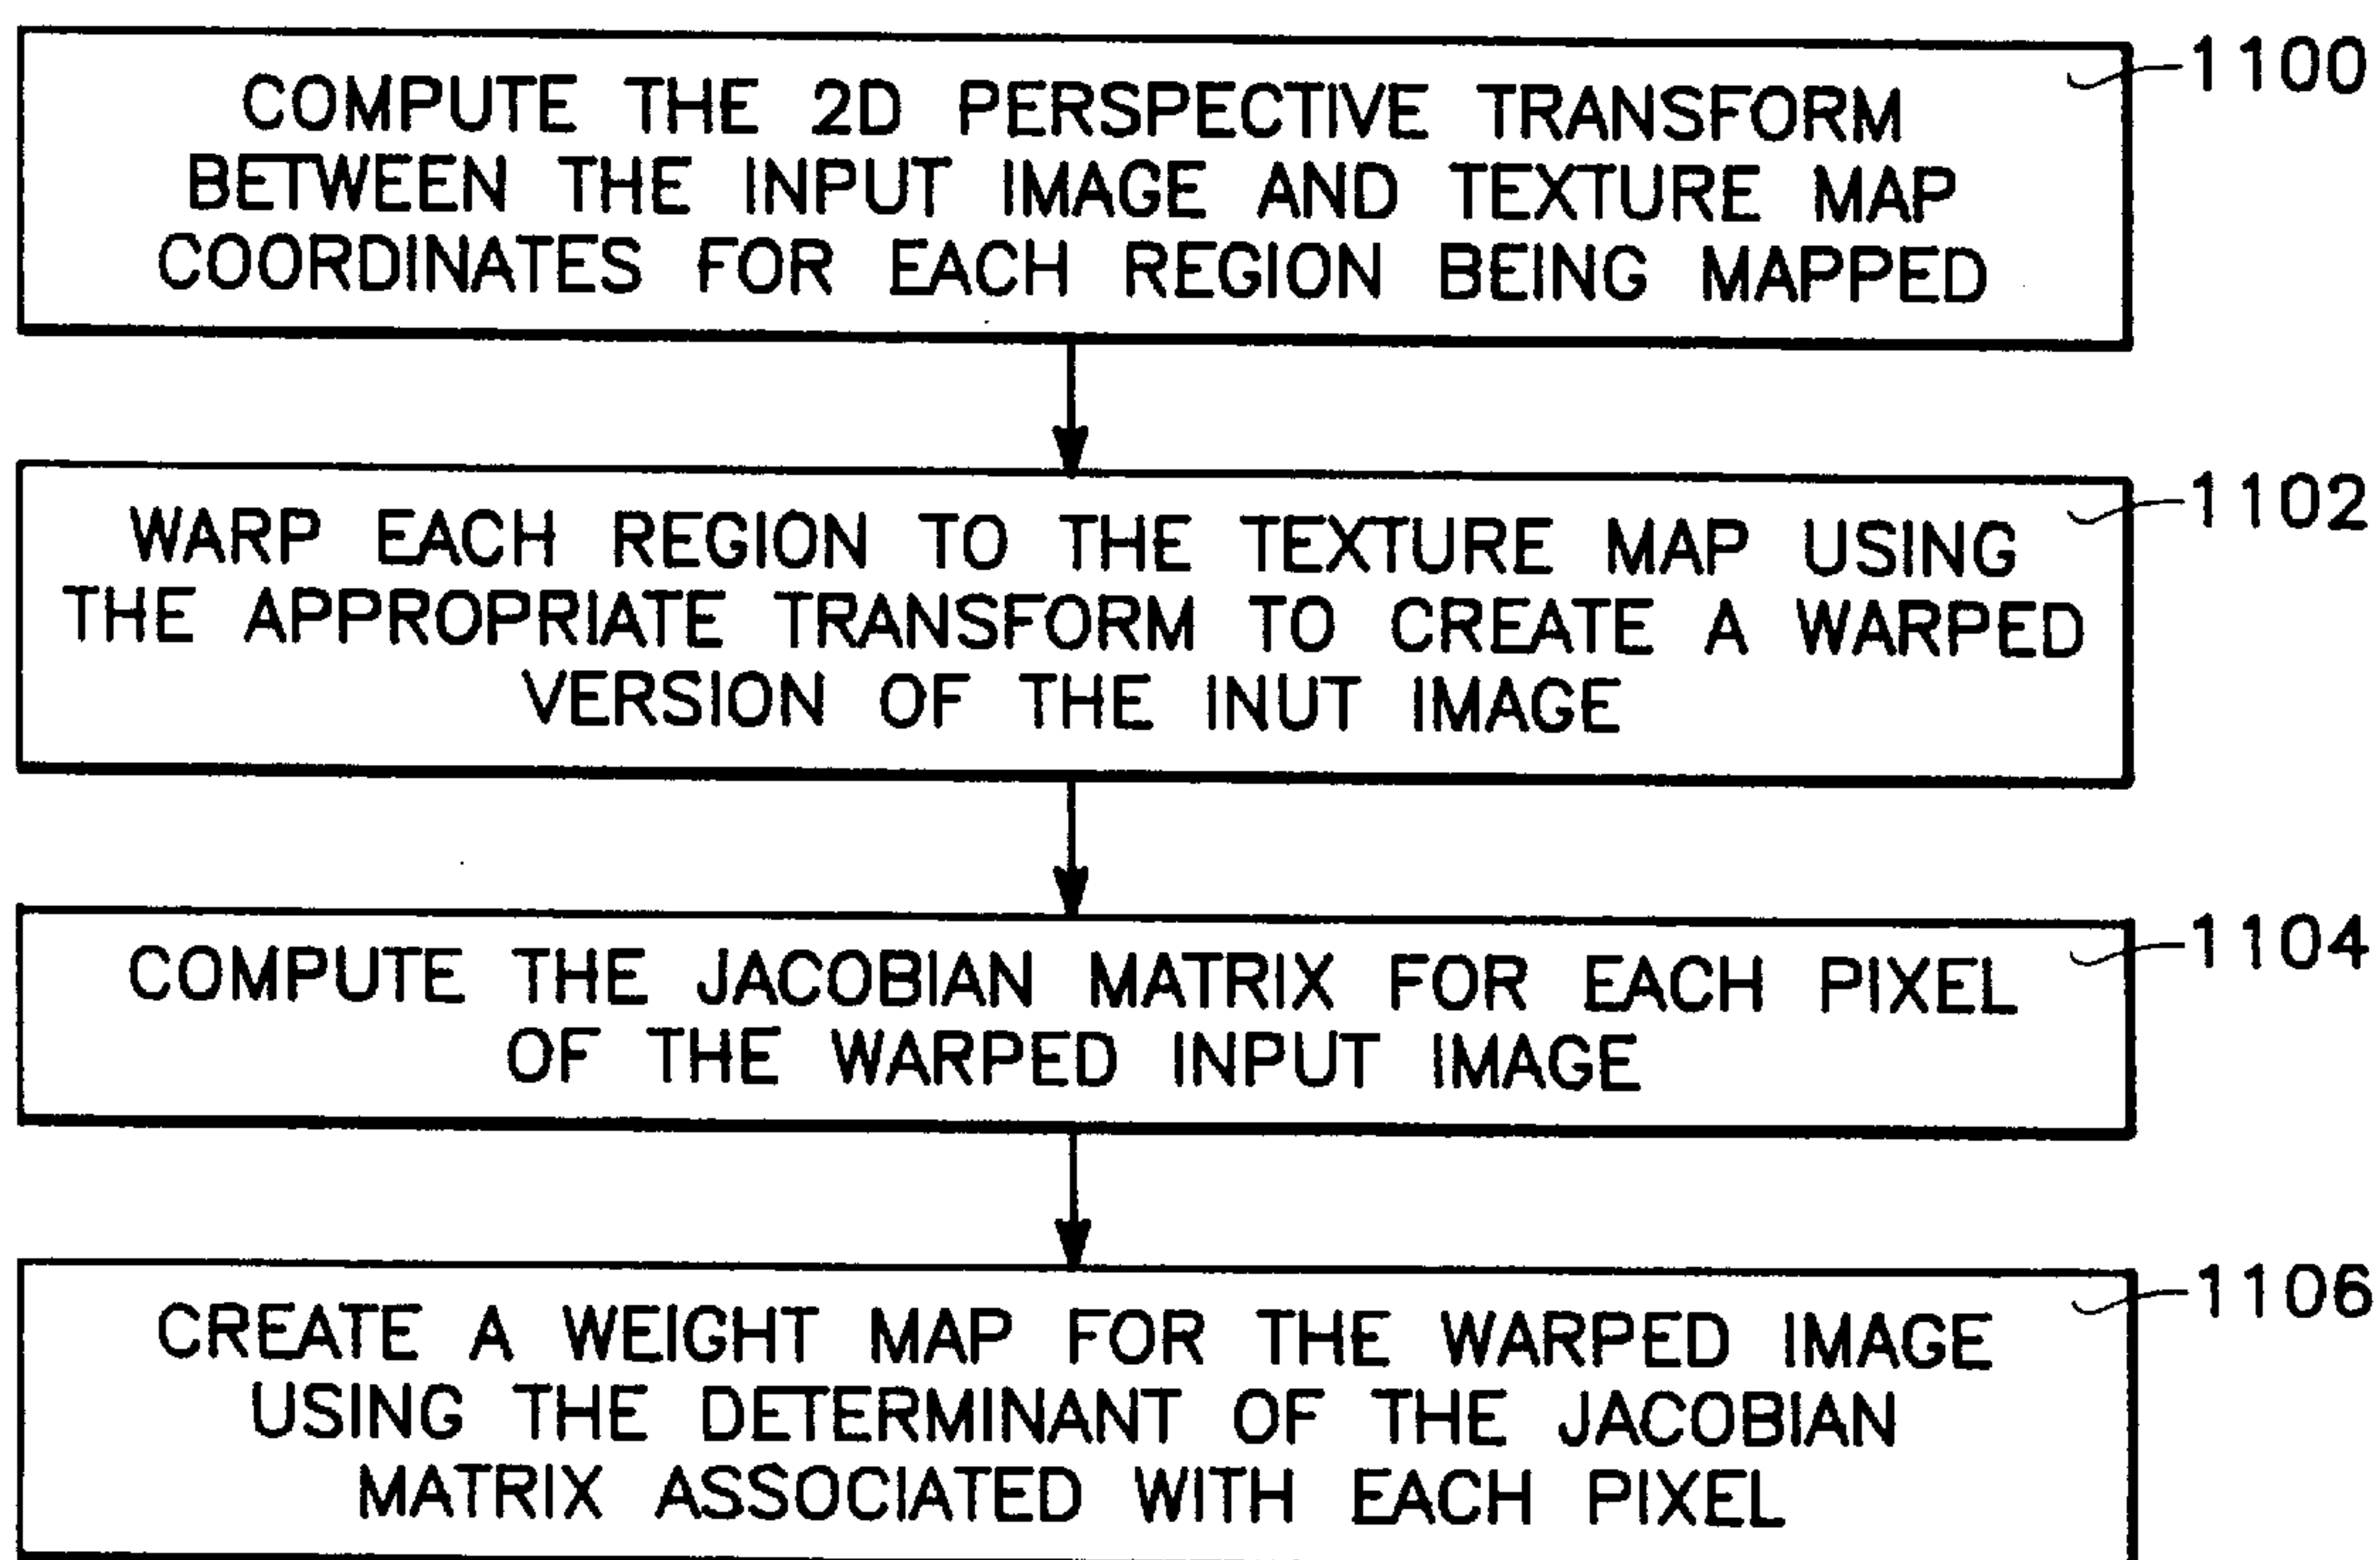 1100
COMPUTE THE 2D PERSPECTIVE TRANSFORM
BETWEEN THE INPUT IMAGE AND TEXTURE MAP
COORDINATES FOR EACH REGION BEING MAPPED
1102
WARP EACH REGION TO THE TEXTURE MAP USING
THE APPROPRIATE TRANSFORM TO CREATE A WARPED
VERSION OF THE INUT IMAGE
1104
COMPUTE THE JACOBIAN MATRIX FOR EACH PIXEL
OF THE WARPED INPUT IMAGE
1106
CREATE A WEIGHT MAP FOR THE WARPED IMAGE
USING THE DETERMINANT OF THE JACOBIAN
MATRIX ASSOCIATED WITH EACH PIXEL